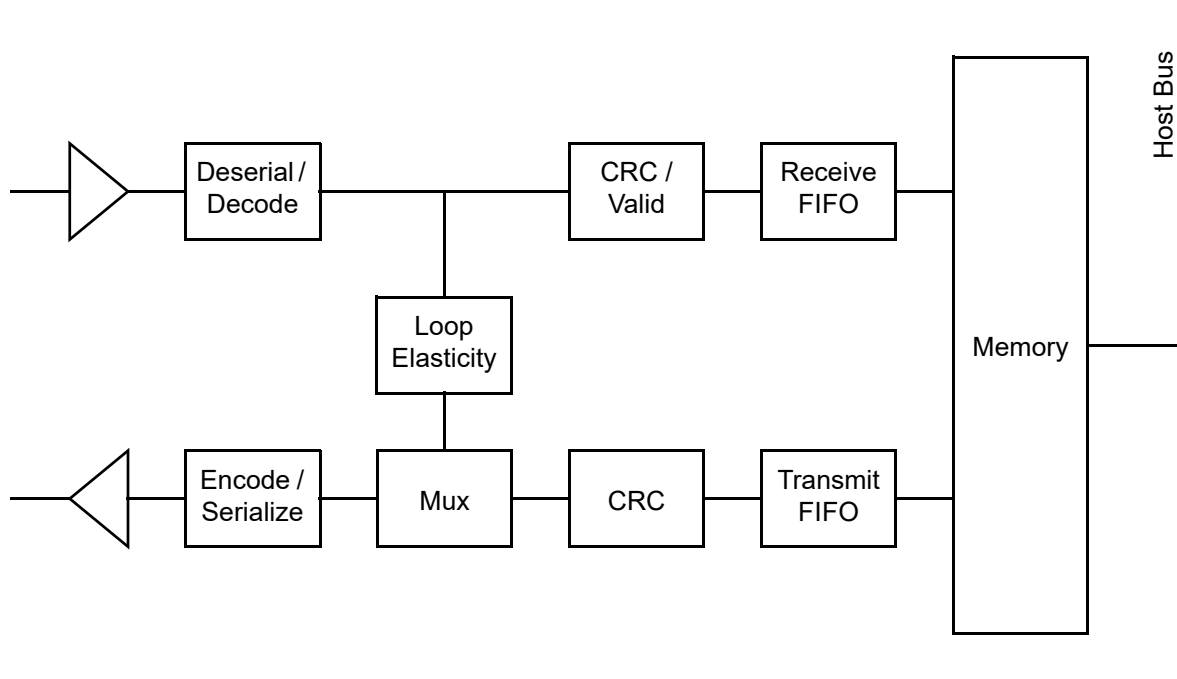 Host Bus
Deserial /
Decode
CRC /
Valid
Receive
FIFO
Loop
Elasticity
Memory
Encode /
Serialize
Mux
CRC
Transmit
FIFO